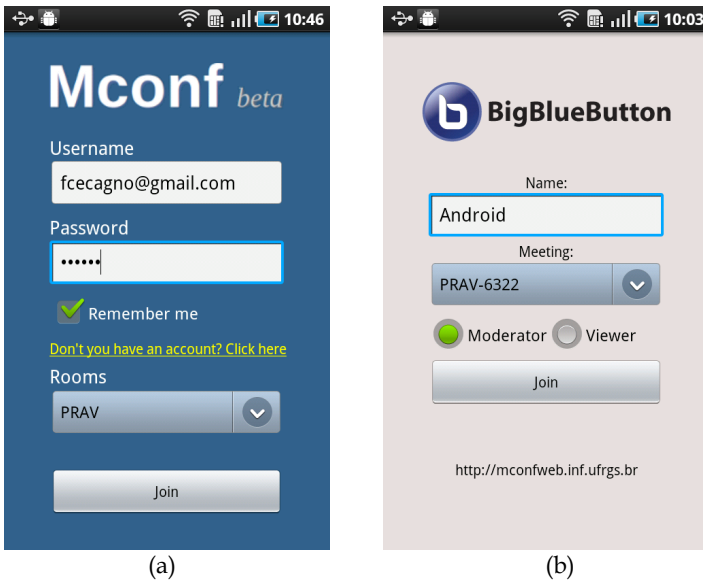 10:46
Mconf beta
Username
fcecagno@gmail.com
Password
••••••
Remember me
Don't you have an account? Click here
Rooms
PRAV
Join
(a)
10:03
b BigBlueButton
Name:
Android
Meeting:
PRAV-6322
Moderator Viewer
Join
http://mconfweb.inf.ufrgs.br
(b)